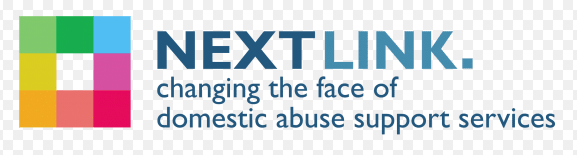 NEXTLINK.
changing the face of
domestic abuse support services